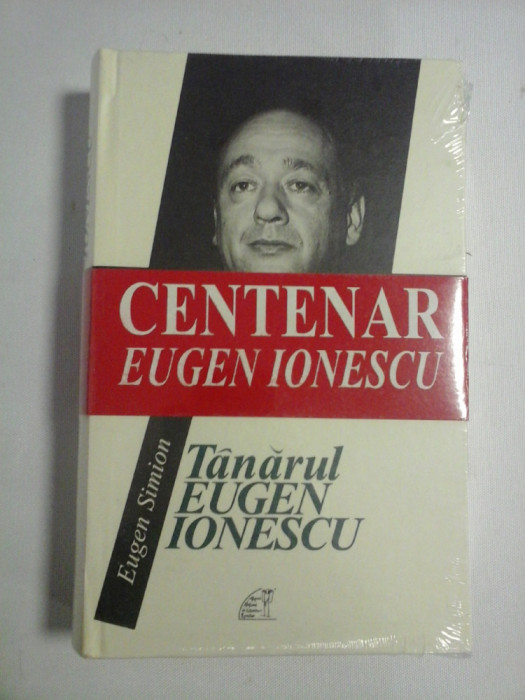 CENTENAR
EUGEN IONESCU
Eugen Simion
Tânărul
EUGEN
IONESCU